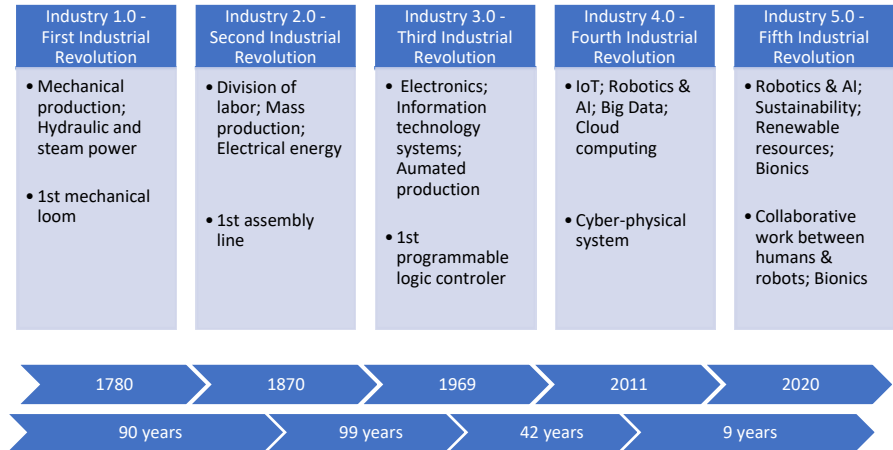 Industry 1.0 -
First Industrial
Revolution
• Mechanical
production;
Hydraulic and
steam power
• 1st mechanical
loom
Industry 2.0 -
Second Industrial
Revolution
• Division of
labor; Mass
production;
Electrical energy
• 1st assembly
line
Industry 3.0 -
Third Industrial
Revolution
• Electronics;
Information
technology
systems;
Aumated
production
• 1st
programmable
logic controler
Industry 4.0 -
Fourth Industrial
Revolution
• IoT; Robotics &
AI; Big Data;
Cloud
computing
• Cyber-physical
system
Industry 5.0 -
Fifth Industrial
Revolution
• Robotics & AI;
Sustainability;
Renewable
resources;
Bionics
• Collaborative
work between
humans &
robots; Bionics
1780
1870
1969
2011
2020
90 years
99 years
42 years
9 years